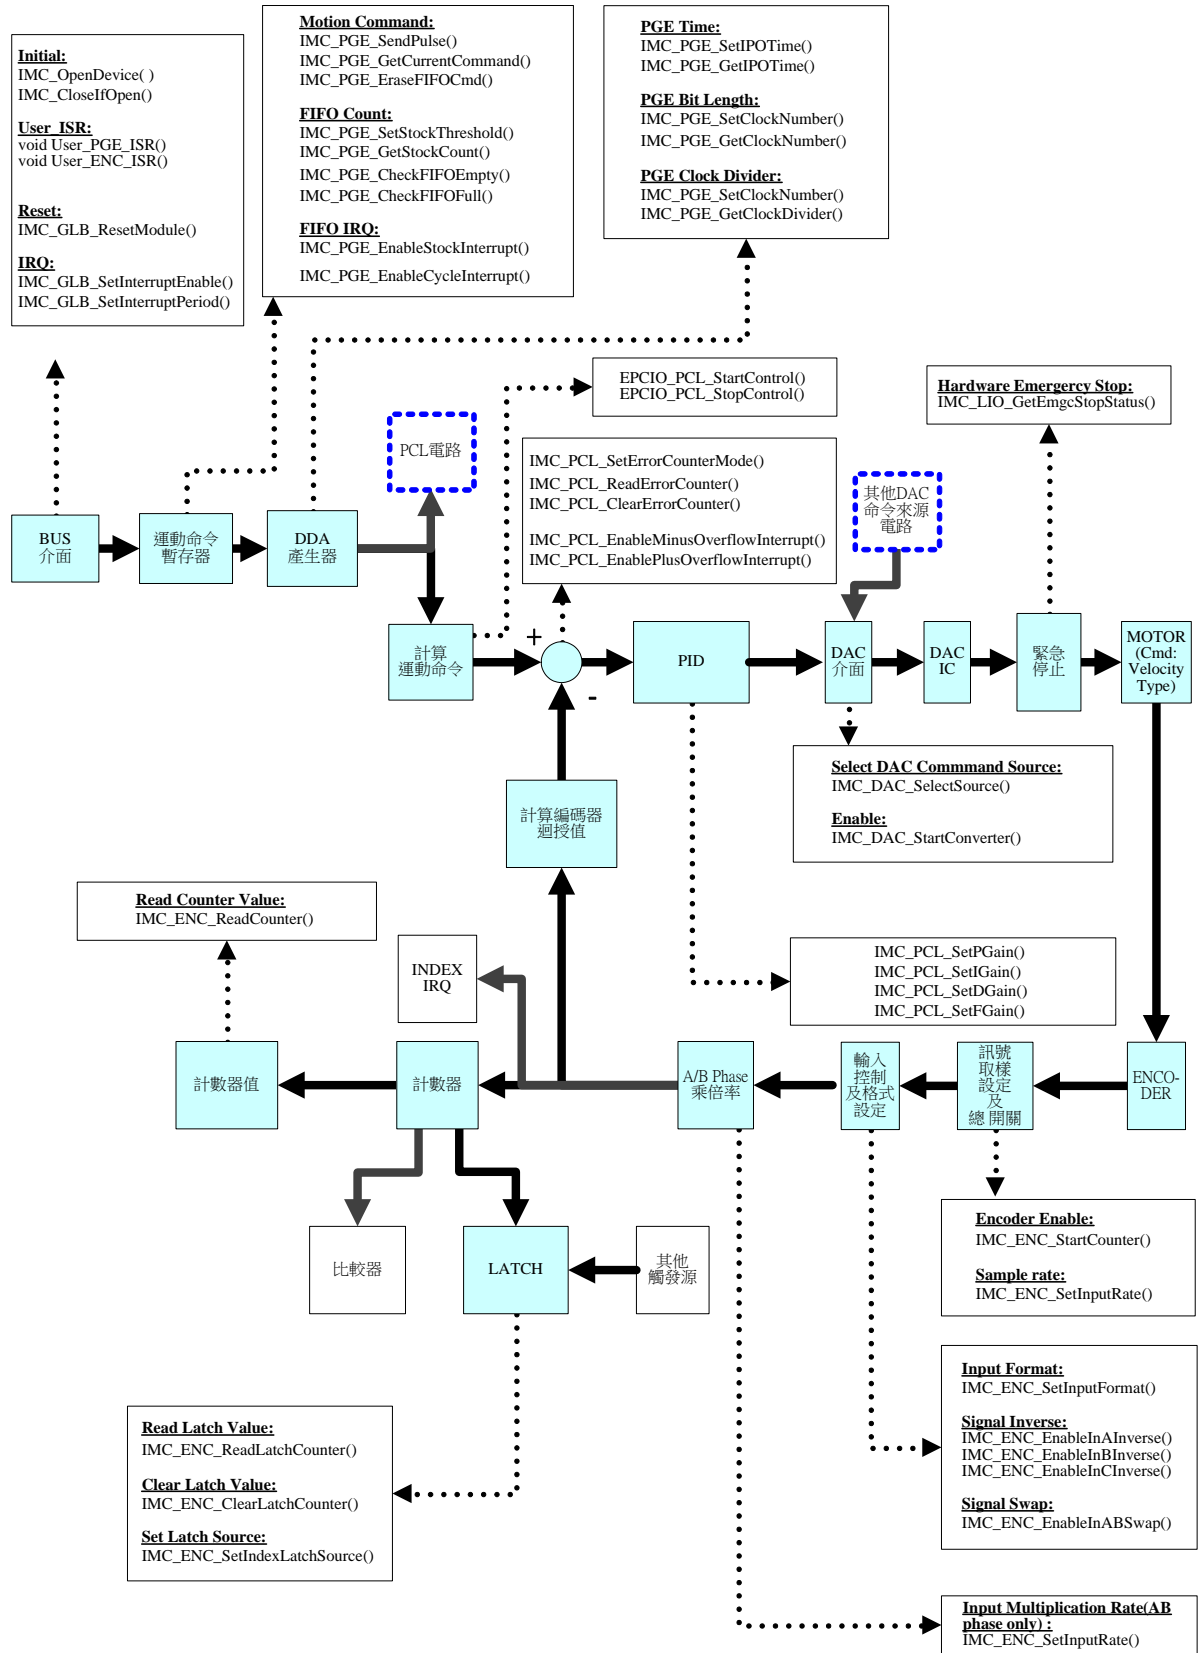 Initial:
IMC_OpenDevice( )
IMC_CloseIfOpen()
User_ISR:
void User_PGE_ISR()
void User_ENC_ISR()
Reset:
IMC_GLB_ResetModule()
IRQ:
IMC_GLB_SetInterruptEnable()
IMC_GLB_SetInterruptPeriod()
Motion Command:
IMC_PGE_SendPulse()
IMC_PGE_GetCurrentCommand()
IMC_PGE_EraseFIFOCmd()
FIFO Count:
IMC_PGE_SetStockThreshold()
IMC_PGE_GetStockCount()
IMC_PGE_CheckFIFOEmpty()
IMC_PGE_CheckFIFOFull()
FIFO IRQ:
IMC_PGE_EnableStockInterrupt()
IMC_PGE_EnableCycleInterrupt()
PGE Time:
IMC_PGE_SetIPOTime()
IMC_PGE_GetIPOTime()
PGE Bit Length:
IMC_PGE_SetClockNumber()
IMC_PGE_GetClockNumber()
PGE Clock Divider:
IMC_PGE_SetClockNumber()
IMC_PGE_GetClockDivider()
EPCIO_PCL_StartControl()
EPCIO_PCL_StopControl()
Hardware Emergercy Stop:
IMC_LIO_GetEmgcStopStatus()
PCL電路
IMC_PCL_SetErrorCounterMode()
IMC_PCL_ReadErrorCounter()
IMC_PCL_ClearErrorCounter()
IMC_PCL_EnableMinusOverflowInterrupt()
IMC_PCL_EnablePlusOverflowInterrupt()
其他DAC
命令來源
電路
BUS
介面
運動命令
暫存器
DDA
產生器
計算
運動命令
+
-
PID
DAC
介面
DAC
IC
緊急
停止
MOTOR
(Cmd:
Velocity
Type)
Select DAC Commmand Source:
IMC_DAC_SelectSource()
Enable:
IMC_DAC_StartConverter()
計算編碼器
迴授值
Read Counter Value:
IMC_ENC_ReadCounter()
INDEX
IRQ
IMC_PCL_SetPGain()
IMC_PCL_SetIGain()
IMC_PCL_SetDGain()
IMC_PCL_SetFGain()
計數器值
計數器
A/B Phase
乘倍率
輸入
控制
及格式
設定
訊號
取樣
設定
及
總 開關
ENCO-
DER
比較器
LATCH
其他
觸發源
Encoder Enable:
IMC_ENC_StartCounter()
Sample rate:
IMC_ENC_SetInputRate()
Read Latch Value:
IMC_ENC_ReadLatchCounter()
Clear Latch Value:
IMC_ENC_ClearLatchCounter()
Set Latch Source:
IMC_ENC_SetIndexLatchSource()
Input Format:
IMC_ENC_SetInputFormat()
Signal Inverse:
IMC_ENC_EnableInAInverse()
IMC_ENC_EnableInBInverse()
IMC_ENC_EnableInCInverse()
Signal Swap:
IMC_ENC_EnableInABSwap()
Input Multiplication Rate(AB
phase only) :
IMC_ENC_SetInputRate()